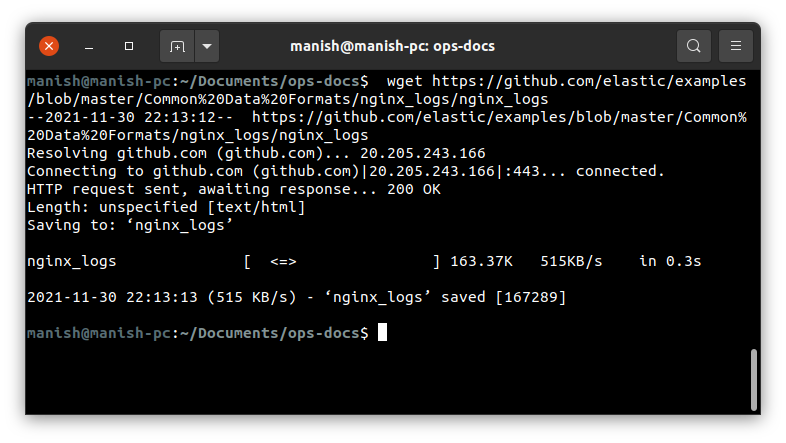 manish@manish-pc: ops-docs
manish@manish-pc:~/Documents/ops-docs$  wget https://github.com/elastic/examples
/blob/master/Common%20Data%20Formats/nginx_logs/nginx_logs
--2021-11-30 22:13:12--  https://github.com/elastic/examples/blob/master/Common%
20Data%20Formats/nginx_logs/nginx_logs
Resolving github.com (github.com)... 20.205.243.166
Connecting to github.com (github.com)|20.205.243.166|:443... connected.
HTTP request sent, awaiting response... 200 OK
Length: unspecified [text/html]
Saving to: ‘nginx_logs’
nginx_logs              [  <=>               ] 163.37K   515KB/s    in 0.3s
2021-11-30 22:13:13 (515 KB/s) - ‘nginx_logs’ saved [167289]
manish@manish-pc:~/Documents/ops-docs$